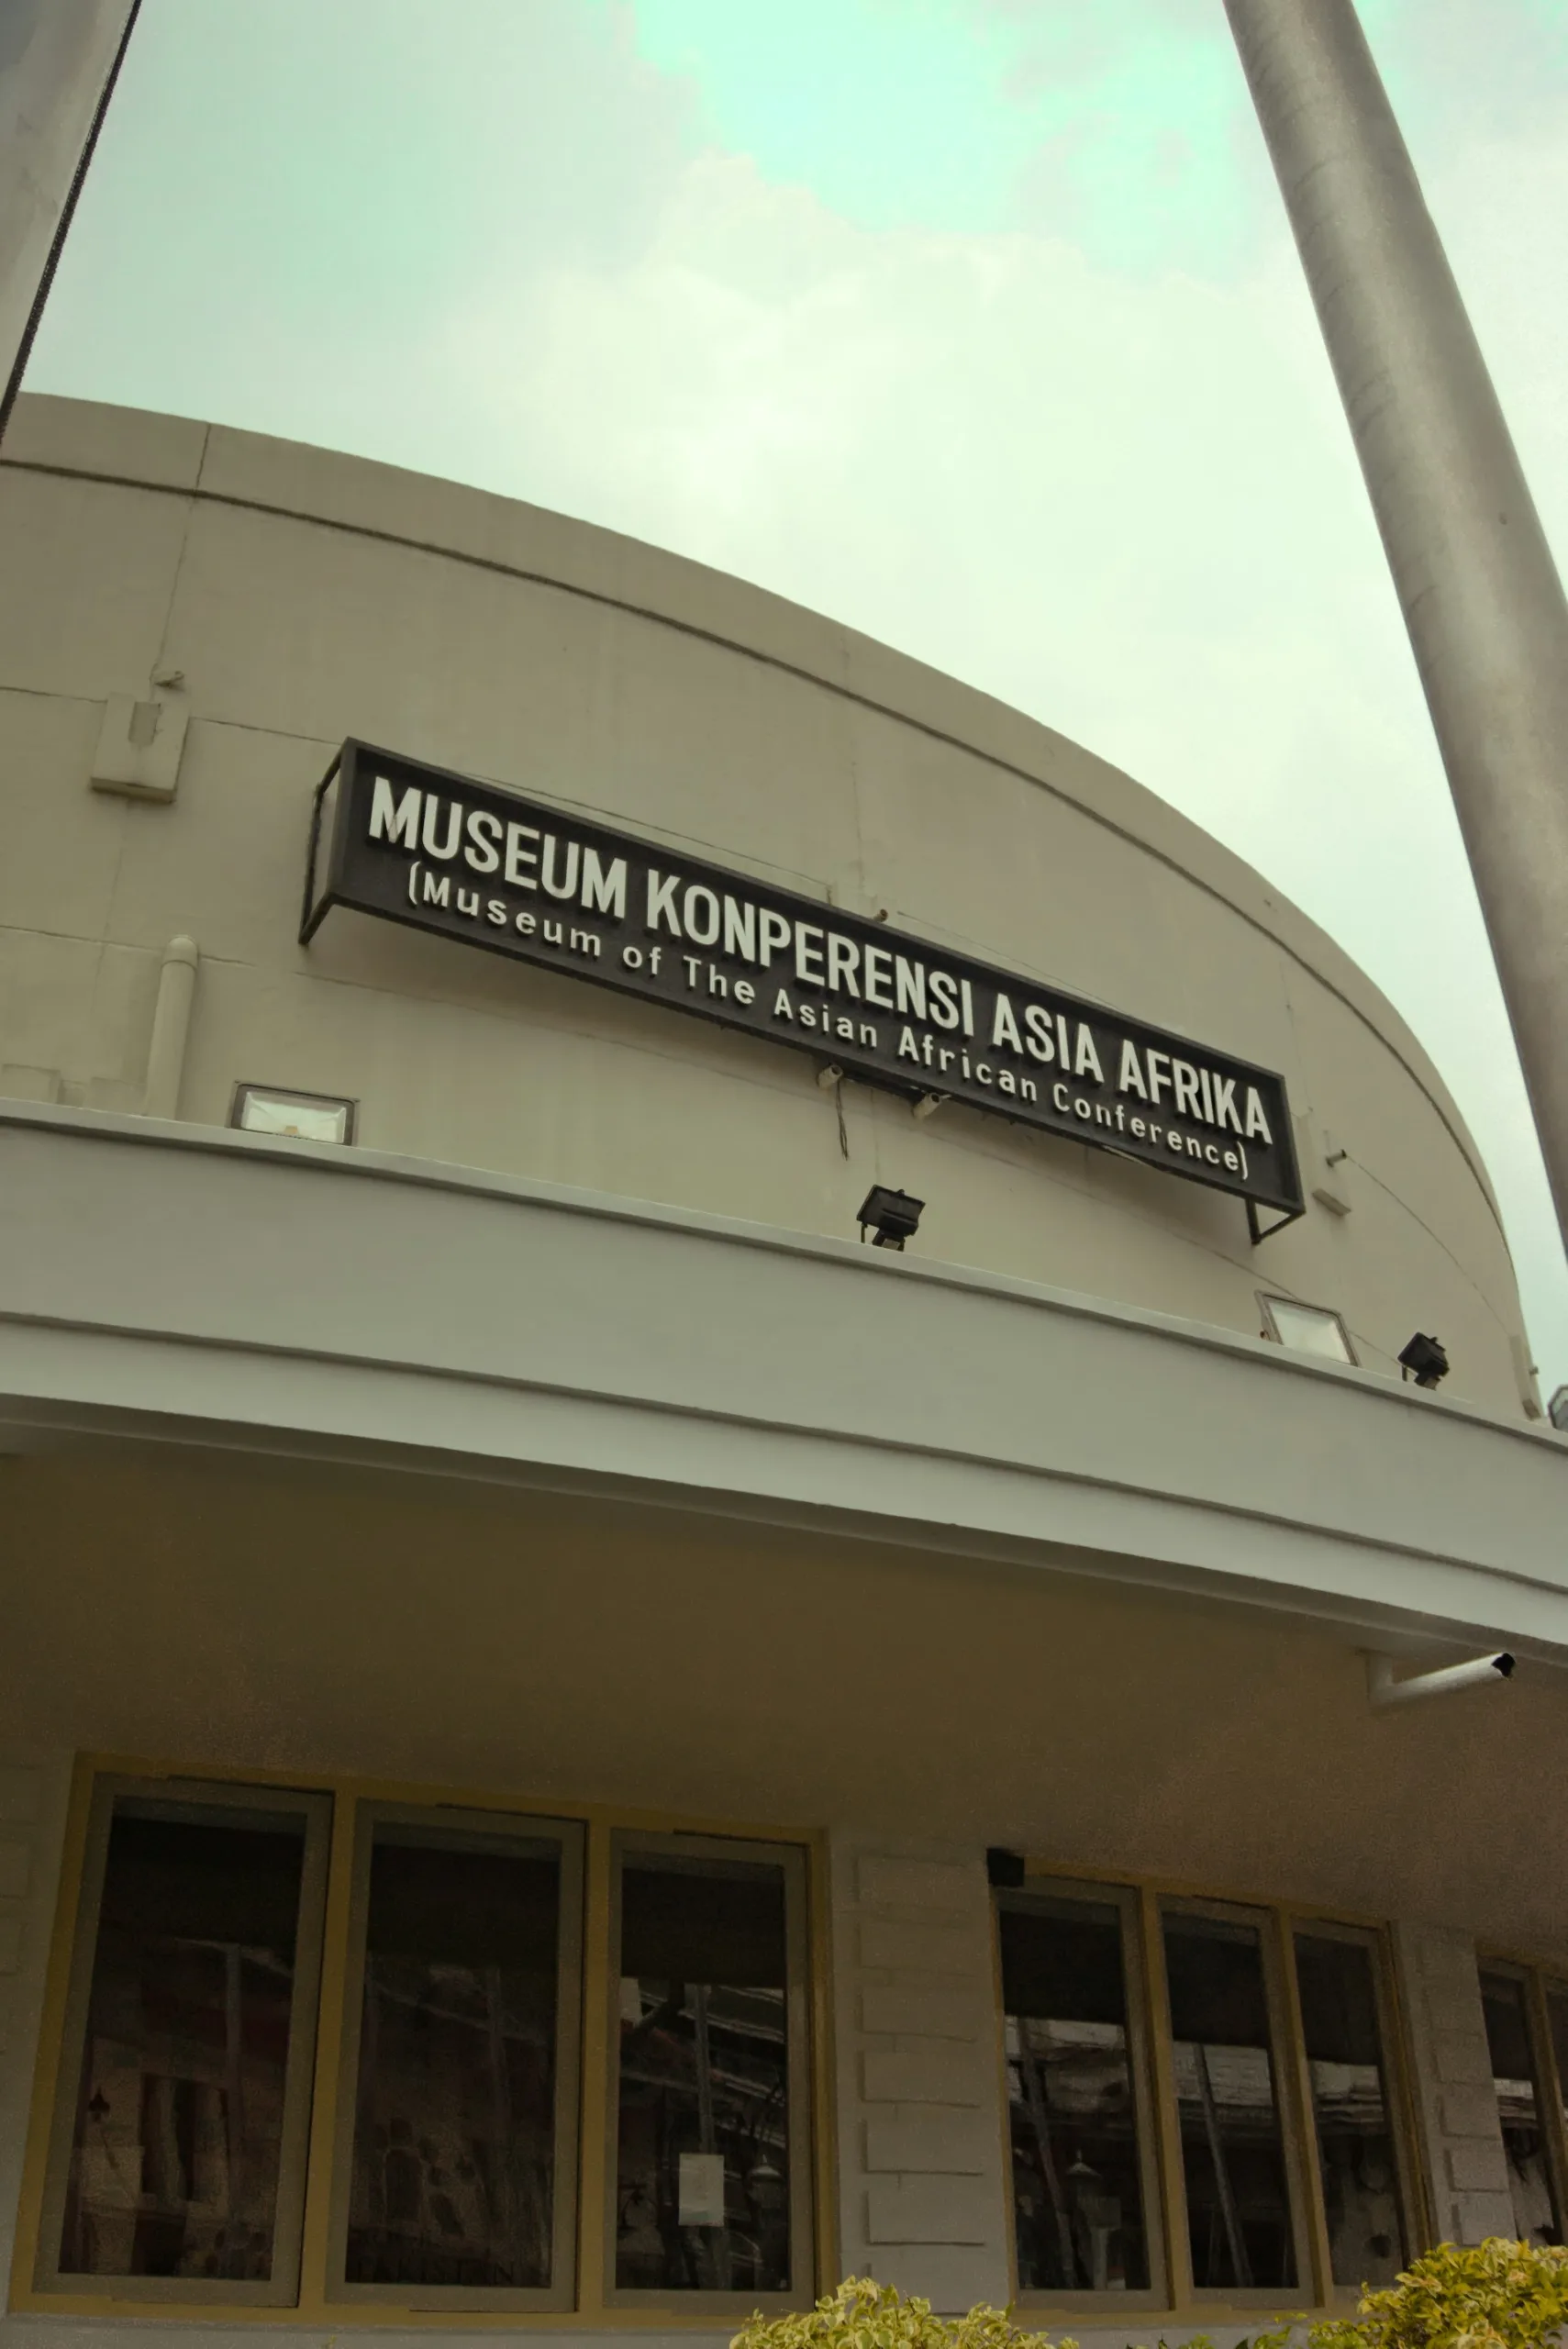 MUSEUM KONPERENSI ASIA AFRIKA
(Museum of The Asian African Conference)